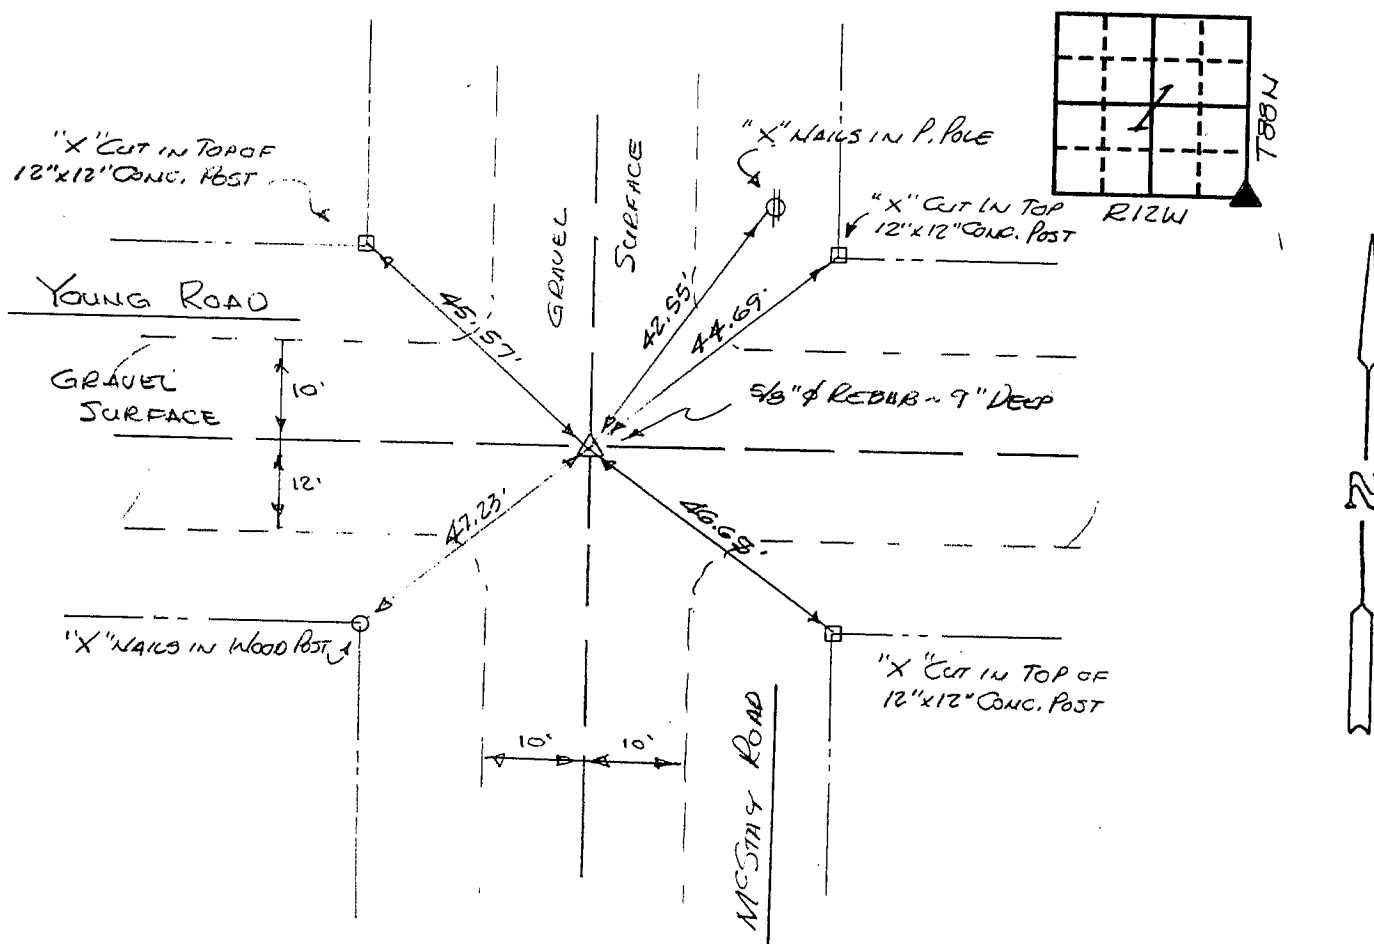 "X" CUT IN TOP OF
12"x12" CONC. POST
"X" NAILS IN P. POLE
1
T88N
R12W
"X" CUT IN TOP
12"x12" CONC. POST
YOUNG ROAD
GRAVEL
SURFACE
45.57'
42.55'
44.69'
GRAVEL
SURFACE
10'
12'
5/8" ϕ REBAR ~ 9" DEEP
N
47.23'
46.68'
"X" NAILS IN WOOD POST
"X" CUT IN TOP OF
12"x12" CONC. POST
10'
10'
McSTAY ROAD